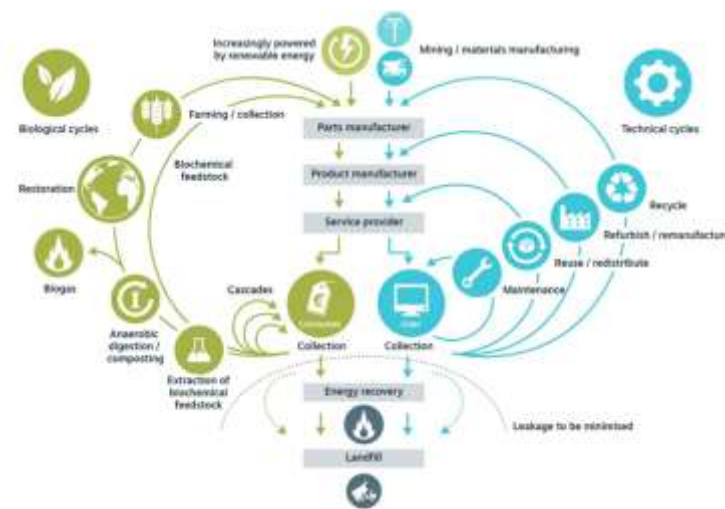 Increasingly powered
by renewable energy
Mining / materials manufacturing
Biological cycles
Farming / collection
Parts manufacturer
Technical cycles
Biochemical
feedstock
Product manufacturer
Restoration
Recycle
Service provider
Refurbish / remanufacture
Reuse / redistribute
Biogas
Cascades
Maintenance
Consumer
User
Anaerobic
digestion /
composting
Collection
Collection
Extraction of
biochemical
feedstock
Energy recovery
Leakage to be minimised
Landfill